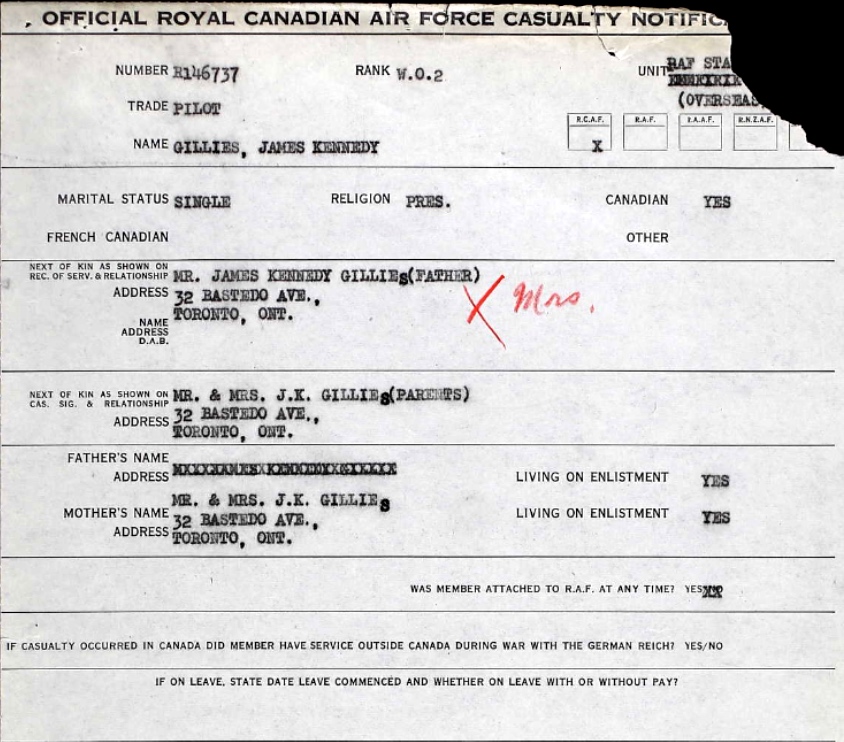 , OFFICIAL ROYAL CANADIAN AIR FORCE CASUALTY NOTIFIC
NUMBER R146737 RANK W.O.2 UNIT RAF STA
(OVERSEAS
TRADE PILOT
R.C.A.F. R.A.F. R.A.A.F. R.N.Z.A.F.
NAME GILLIES, JAMES KENNEDY X
MARITAL STATUS SINGLE RELIGION PRES. CANADIAN YES
FRENCH CANADIAN OTHER
NEXT OF KIN AS SHOWN ON
REC. OF SERV. & RELATIONSHIP MR. JAMES KENNEDY GILLIES(FATHER)
X Mrs.
ADDRESS 32 BASTEDO AVE.,
TORONTO, ONT.
NAME
ADDRESS
D.A.B.
NEXT OF KIN AS SHOWN ON
CAS. SIG. & RELATIONSHIP MR. & MRS. J.K. GILLIES(PARENTS)
ADDRESS 32 BASTEDO AVE.,
TORONTO, ONT.
FATHER'S NAME
ADDRESS LIVING ON ENLISTMENT YES
MR. & MRS. J.K. GILLIES
MOTHER'S NAME 32 BASTEDO AVE., LIVING ON ENLISTMENT YES
ADDRESS TORONTO, ONT.
WAS MEMBER ATTACHED TO R.A.F. AT ANY TIME? YES
IF CASUALTY OCCURRED IN CANADA DID MEMBER HAVE SERVICE OUTSIDE CANADA DURING WAR WITH THE GERMAN REICH? YES/NO
IF ON LEAVE, STATE DATE LEAVE COMMENCED AND WHETHER ON LEAVE WITH OR WITHOUT PAY?